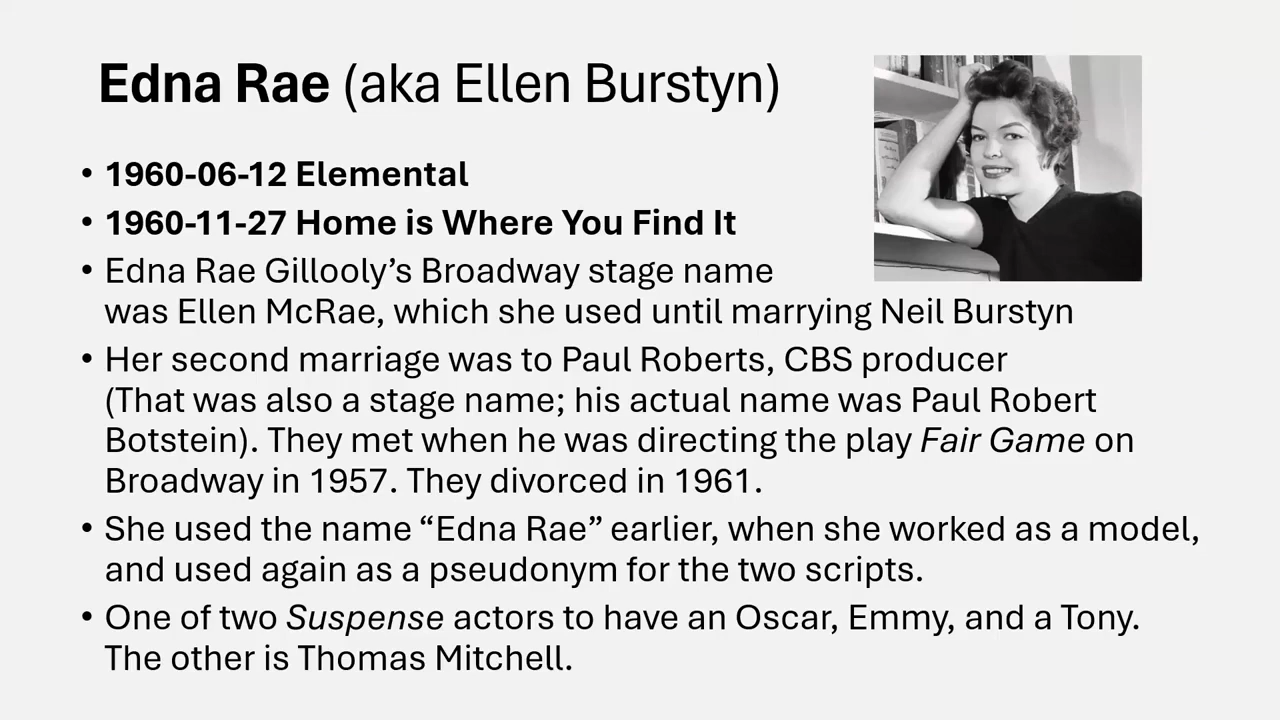 Edna Rae (aka Ellen Burstyn)
• 1960-06-12 Elemental
• 1960-11-27 Home is Where You Find It
• Edna Rae Gillooly’s Broadway stage name
was Ellen McRae, which she used until marrying Neil Burstyn
• Her second marriage was to Paul Roberts, CBS producer
(That was also a stage name; his actual name was Paul Robert
Botstein). They met when he was directing the play Fair Game on
Broadway in 1957. They divorced in 1961.
• She used the name “Edna Rae” earlier, when she worked as a model,
and used again as a pseudonym for the two scripts.
• One of two Suspense actors to have an Oscar, Emmy, and a Tony.
The other is Thomas Mitchell.